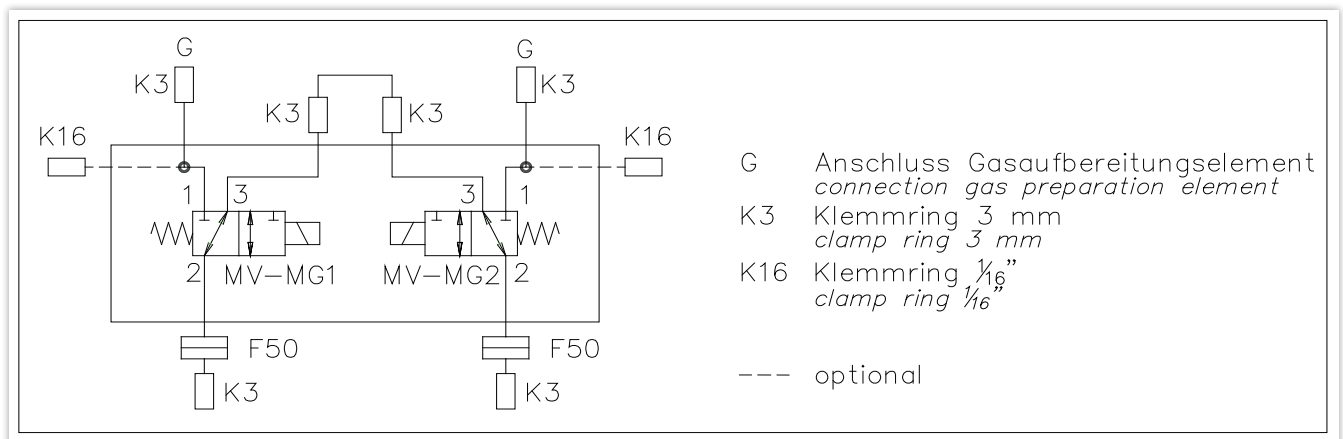 G
G
K3
K3
K3
K3
K16
K16
1
3
3
1
2
MV-MG1
MV-MG2
2
F50
F50
K3
K3
G Anschluss Gasaufbereitungselement
connection gas preparation element
K3 Klemmring 3 mm
clamp ring 3 mm
K16 Klemmring 1/16”
clamp ring 1/16”
--- optional